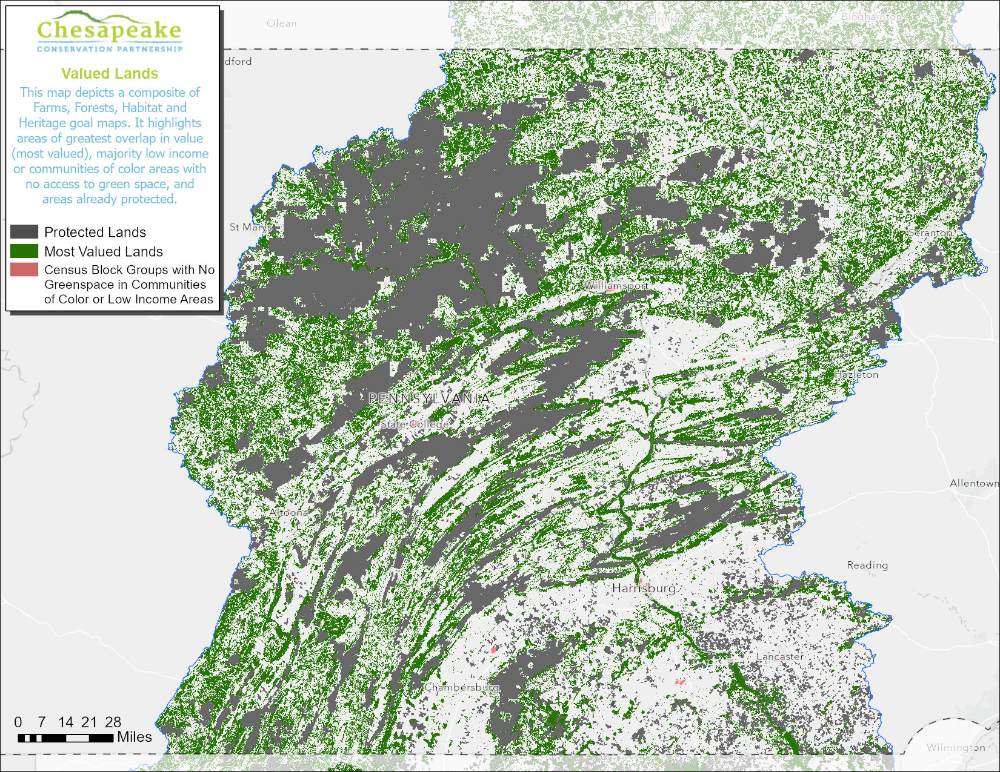 Chesapeake
CONSERVATION PARTNERSHIP
Valued Lands
This map depicts a composite of
Farms, Forests, Habitat and
Heritage goal maps. It highlights
areas of greatest overlap in value
(most valued), majority low income
or communities of color areas with
no access to green space, and
areas already protected.
Protected Lands
Most Valued Lands
Census Block Groups with No
Greenspace in Communities
of Color or Low Income Areas
Olean
Elmira
Binghamton
dford
St Marys
Scranton
Williamsport
Hazleton
PENNSYLVANIA
State College
Allentown
Altoona
Reading
Harrisburg
Lancaster
Chambersburg
Wilmington
0 7 14 21 28
Miles